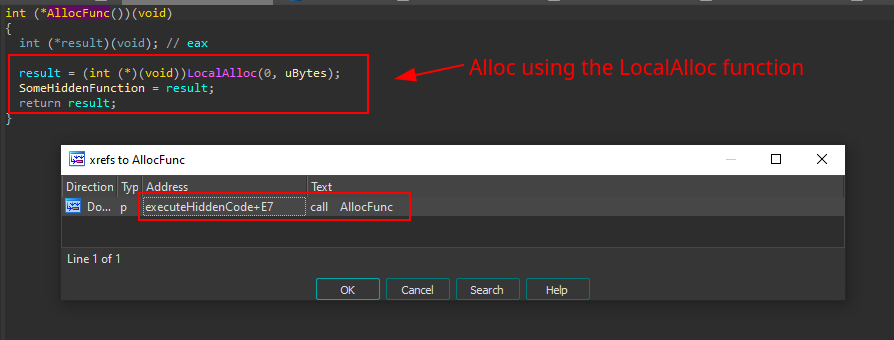 int (*AllocFunc())(void)
{
int (*result)(void); // eax
result = (int (*)(void))LocalAlloc(0, uBytes);
SomeHiddenFunction = result;
return result;
}
Alloc using the LocalAlloc function
xrefs to AllocFunc
Direction Typ Address Text
Do... p executeHiddenCode+E7 call AllocFunc
Line 1 of 1
OK Cancel Search Help